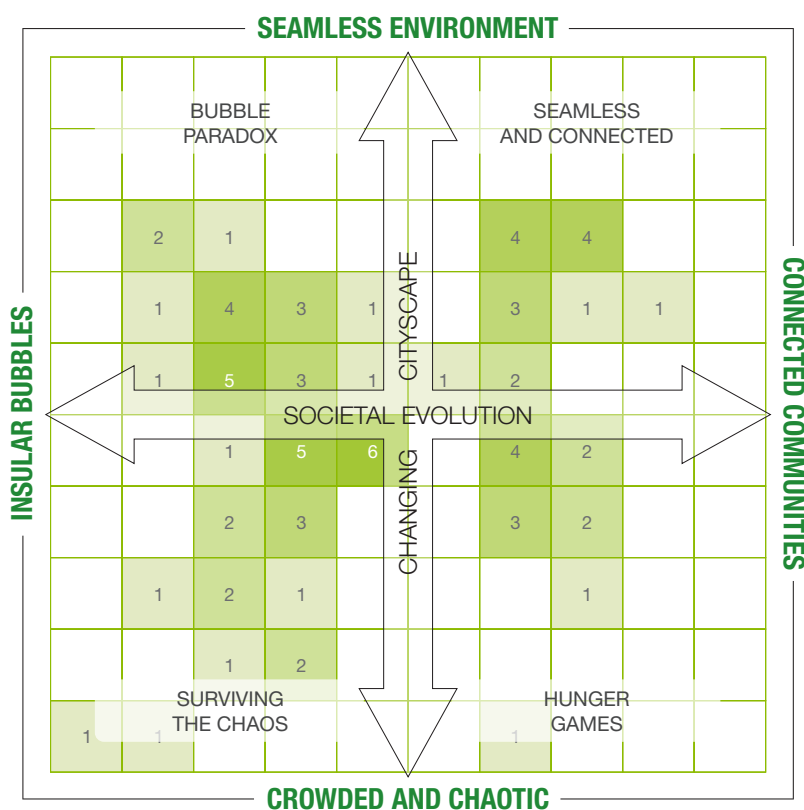 SEAMLESS ENVIRONMENT
BUBBLE
PARADOX
SEAMLESS
AND CONNECTED
2 1 4 4
1 4 3 1 3 1 1
1 5 3 1 1 2
INSULAR BUBBLES
CONNECTED COMMUNITIES
CHANGING CITYSCAPE
SOCIETAL EVOLUTION
1 5 6 4 2
2 3 3 2
1 2 1 1
1 2
SURVIVING
THE CHAOS
HUNGER
GAMES
1 1 1
CROWDED AND CHAOTIC